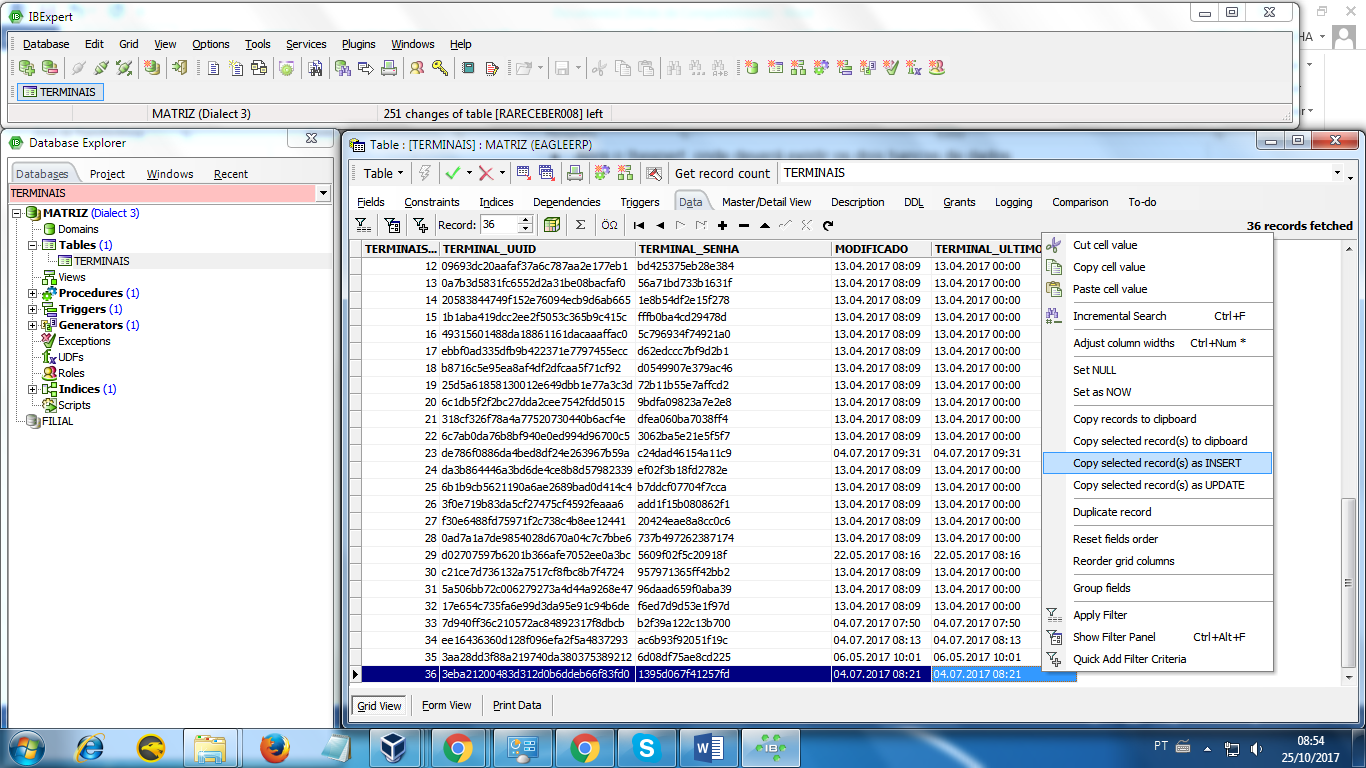 IBExpert
Database Edit Grid View Options Tools Services Plugins Windows Help
TERMINAIS
MATRIZ (Dialect 3) 251 changes of table [RARECEBER008] left
HA
Database Explorer
Databases Project Windows Recent
TERMINAIS
MATRIZ (Dialect 3)
Domains
Tables (1)
TERMINAIS
Views
Procedures (1)
Triggers (1)
Generators (1)
Exceptions
UDFs
Roles
Indices (1)
Scripts
FILIAL
Table : [TERMINAIS] : MATRIZ (EAGLEERP)
Table Get record count TERMINAIS
Fields Constraints Indices Dependencies Triggers Data Master/Detail View Description DDL Grants Logging Comparison To-do
Record: 36 36 records fetched
TERMINAIS... TERMINAL_UUID TERMINAL_SENHA MODIFICADO TERMINAL_ULTIMO
12 09693dc20aafaf37a6c787aa2e177eb1 bd425375eb28e384 13.04.2017 08:09 13.04.2017 00:00
13 0a7b3d5831fc6552d2a31be08bacfaf0 56a71bd733b1631f 13.04.2017 08:09 13.04.2017 00:00
14 20583844749f152e76094ecb9d6ab665 1e8b54df2e15f278 13.04.2017 08:09 13.04.2017 00:00
15 1b1aba419dcc2ee2f5053c365b9c415c fffb0ba4cd29478d 13.04.2017 08:09 13.04.2017 00:00
16 49315601488da18861161dacaaaffac0 5c796934f74921a0 13.04.2017 08:09 13.04.2017 00:00
17 ebbf0ad335dfb9b422371e7797455ecc d62edccc7bf9d2b1 13.04.2017 08:09 13.04.2017 00:00
18 b8716c5e95ea8af4df2dfcaa5f71cf92 d0549907e379ac46 13.04.2017 08:09 13.04.2017 00:00
19 25d5a61858130012e649dbb1e77a3c3d 72b11b55e7affcd2 13.04.2017 08:09 13.04.2017 00:00
20 6c1db5f2f2bc27dda2cee7542fdd5015 9bdfa09823a7e2e8 13.04.2017 08:09 13.04.2017 00:00
21 318cf326f78a4a77520730440b6acf4e dfea060ba7038ff4 13.04.2017 08:09 13.04.2017 00:00
22 6c7ab0da76b8bf940e0ed994d96700c5 3062ba5e21e5f5f7 13.04.2017 08:09 13.04.2017 00:00
23 de786f0886da4bed8df24e263967b59a c24dad46154a11c9 04.07.2017 09:31 04.07.2017 09:31
24 da3b864446a3bd6de4ce8b8d57982339 ef02f3b18fd2782e 13.04.2017 08:09 13.04.2017 00:00
25 6b1b9cb5621190a6ae2689bad0d414c4 b7ddcf07704f7cca 13.04.2017 08:09 13.04.2017 00:00
26 3f0e719b83da5cf27475cf4592feaaa6 add1f15b080862f1 13.04.2017 08:09 13.04.2017 00:00
27 f30e6488fd75971f2c738c4b8ee12441 20424eae8a8cc0c6 13.04.2017 08:09 13.04.2017 00:00
28 0ad7a1a7de9854028d670a04c7c7bbe6 737b497262387174 13.04.2017 08:09 13.04.2017 00:00
29 d02707597b6201b366afe7052ee0a3bc 5609f02f5c20918f 22.05.2017 08:16 22.05.2017 08:16
30 c21ce7d736132a7517cf8fbc8b7f4724 957971365ff42bb2 13.04.2017 08:09 13.04.2017 00:00
31 5a506bb72c006279273a4d44a9268e47 96daad659f0aba39 13.04.2017 08:09 13.04.2017 00:00
32 17e654c735fa6e99d3da95e91c94b6de f6ed7d9d53e1f97d 13.04.2017 08:09 13.04.2017 00:00
33 7d940ff36c210572ac84892317f8dbcb b2f39a122c13b700 04.07.2017 07:50 04.07.2017 07:50
34 ee16436360d128f096efa2f5a4837293 ac6b93f92051f19c 04.07.2017 08:13 04.07.2017 08:13
35 3aa28dd3f88a219740da380375389212 6d08df75ae8cd225 06.05.2017 10:01 06.05.2017 10:01
36 3eba21200483d312d0b6ddeb66f83fd0 1395d067f41257fd 04.07.2017 08:21 04.07.2017 08:21
Cut cell value
Copy cell value
Paste cell value
Incremental Search Ctrl+F
Adjust column widths Ctrl+Num *
Set NULL
Set as NOW
Copy records to clipboard
Copy selected record(s) to clipboard
Copy selected record(s) as INSERT
Copy selected record(s) as UPDATE
Duplicate record
Reset fields order
Reorder grid columns
Group fields
Apply Filter
Show Filter Panel Ctrl+Alt+F
Quick Add Filter Criteria
Grid View Form View Print Data
PT 08:54
25/10/2017